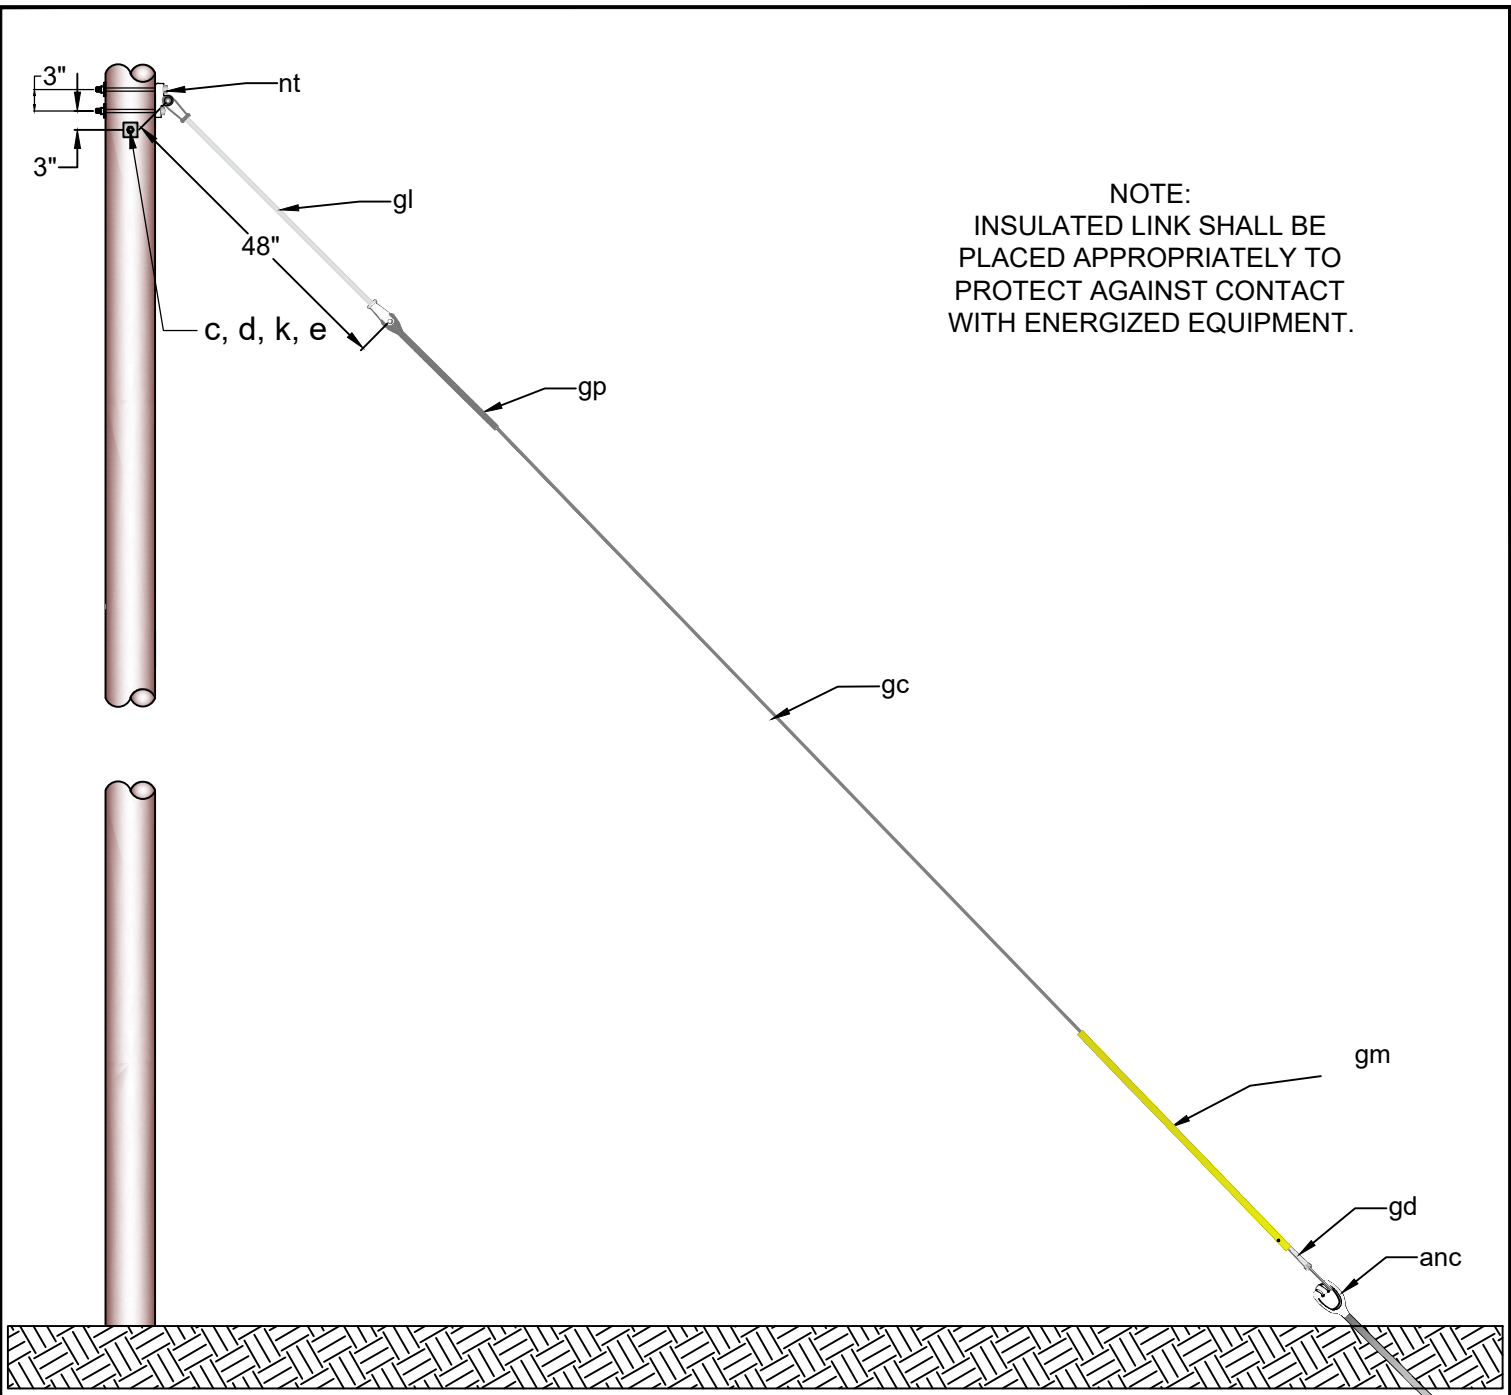 3"
nt
3"
gl
48"
c, d, k, e
NOTE:
INSULATED LINK SHALL BE
PLACED APPROPRIATELY TO
PROTECT AGAINST CONTACT
WITH ENERGIZED EQUIPMENT.
gp
gc
gm
gd
anc